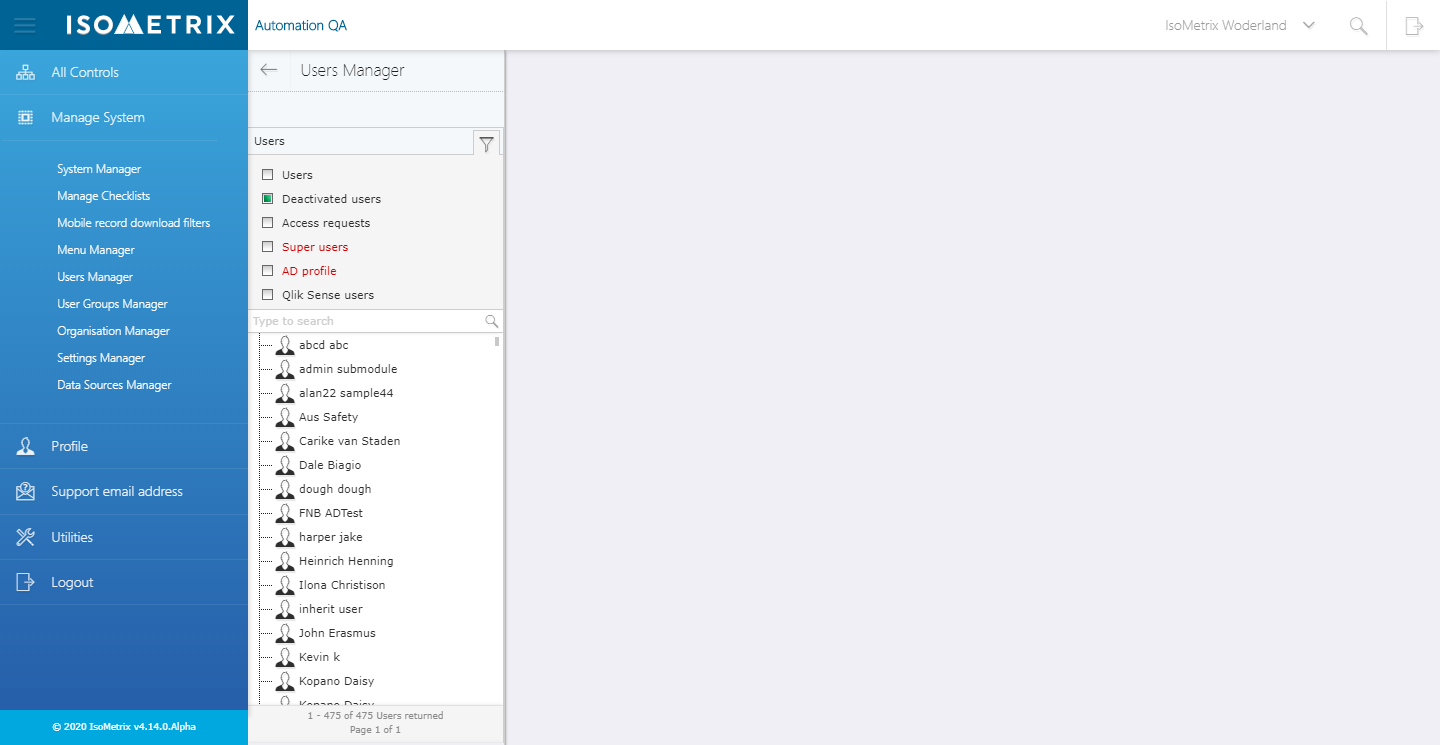 ISOMETRIX
Automation QA
IsoMetrix Woderland
All Controls
Manage System
System Manager
Manage Checklists
Mobile record download filters
Menu Manager
Users Manager
User Groups Manager
Organisation Manager
Settings Manager
Data Sources Manager
Profile
Support email address
Utilities
Logout
© 2020 IsoMetrix v4.14.0.Alpha
Users Manager
Users
Users
Deactivated users
Access requests
Super users
AD profile
Qlik Sense users
Type to search
abcd abc
admin submodule
alan22 sample44
Aus Safety
Carike van Staden
Dale Biagio
dough dough
FNB ADTest
harper jake
Heinrich Henning
Ilona Christison
inherit user
John Erasmus
Kevin k
Kopano Daisy
Kopano Daisy
1 - 475 of 475 Users returned
Page 1 of 1